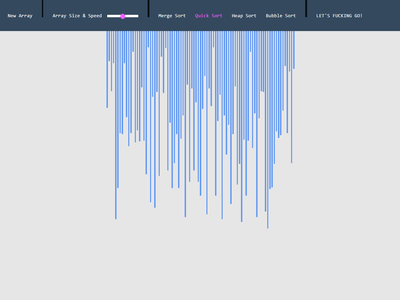 New Array Array Size & Speed Merge Sort Quick Sort Heap Sort Bubble Sort LET'S FUCKING GO!